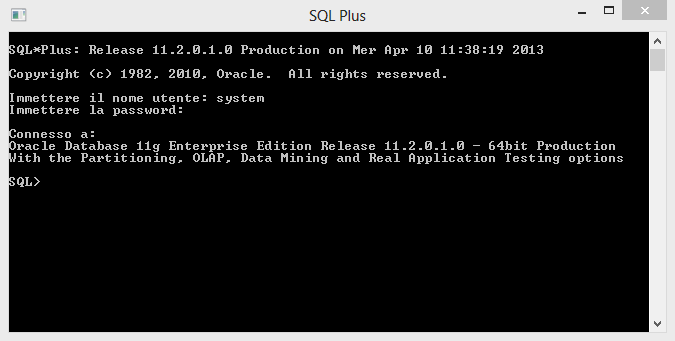 SQL Plus
SQL*Plus: Release 11.2.0.1.0 Production on Mer Apr 10 11:38:19 2013
Copyright (c) 1982, 2010, Oracle.  All rights reserved.
Immettere il nome utente: system
Immettere la password:
Connesso a:
Oracle Database 11g Enterprise Edition Release 11.2.0.1.0 - 64bit Production
With the Partitioning, OLAP, Data Mining and Real Application Testing options
SQL>